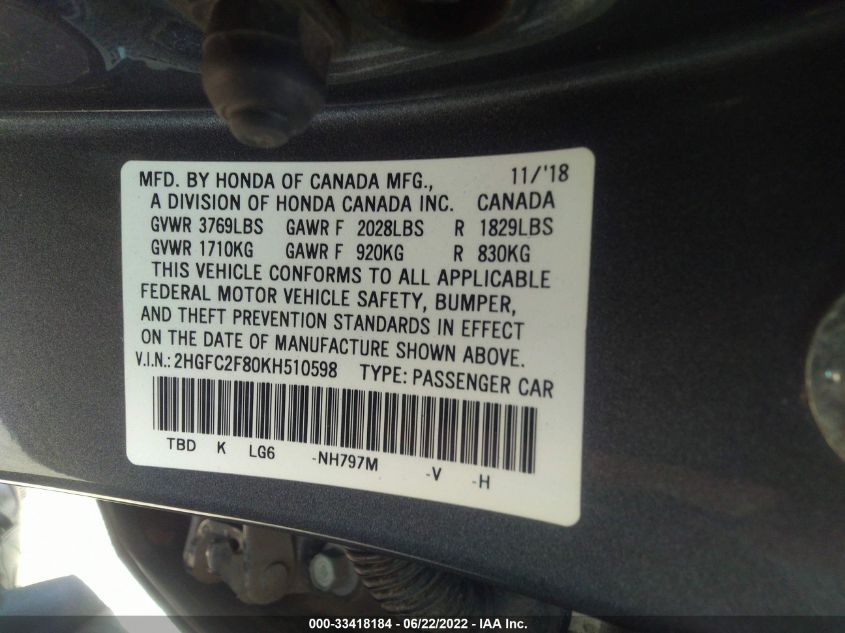 MFD. BY HONDA OF CANADA MFG., 11/'18
A DIVISION OF HONDA CANADA INC. CANADA
GVWR 3769LBS GAWR F 2028LBS R 1829LBS
GVWR 1710KG GAWR F 920KG R 830KG
THIS VEHICLE CONFORMS TO ALL APPLICABLE
FEDERAL MOTOR VEHICLE SAFETY, BUMPER,
AND THEFT PREVENTION STANDARDS IN EFFECT
ON THE DATE OF MANUFACTURE SHOWN ABOVE.
V.I.N.: 2HGFC2F80KH510598 TYPE: PASSENGER CAR
TBD K LG6 -NH797M -V -H
000-33418184 - 06/22/2022 - IAA Inc.